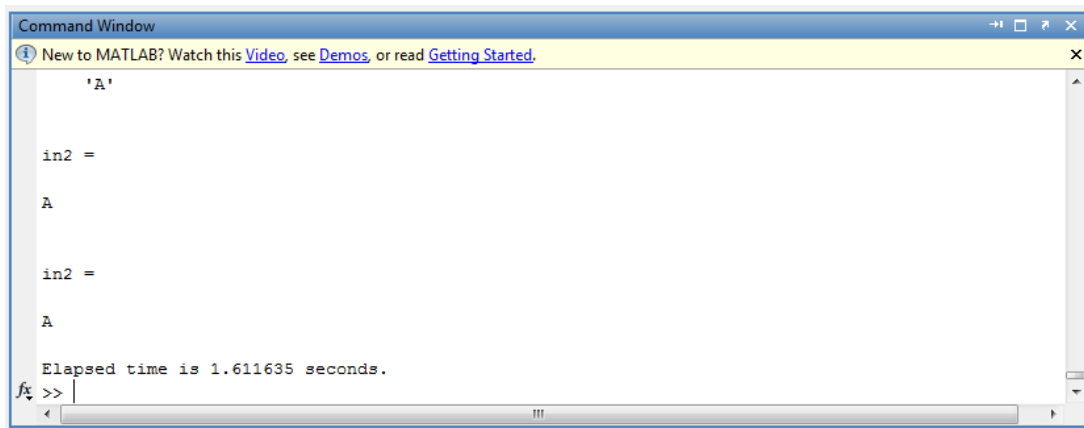 Command Window
New to MATLAB? Watch this Video, see Demos, or read Getting Started.
'A'
in2 =
A
in2 =
A
Elapsed time is 1.611635 seconds.
fx >>